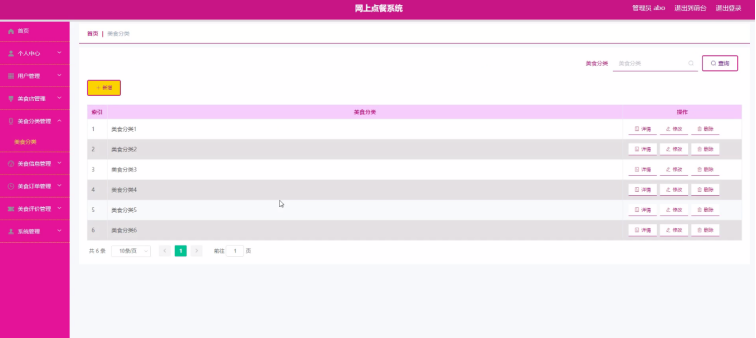 网上点餐系统
管理员 abo 退出到前台 退出登录
首页
个人中心
用户管理
美食店管理
美食分类管理
美食分类
美食信息管理
美食订单管理
美食评价管理
系统管理
首页 | 美食分类
美食分类 美食分类 查询
+ 新增
索引 美食分类 操作
1 美食分类1 详情 修改 删除
2 美食分类2 详情 修改 删除
3 美食分类3 详情 修改 删除
4 美食分类4 详情 修改 删除
5 美食分类5 详情 修改 删除
6 美食分类6 详情 修改 删除
共 6 条 10条/页 1 前往 1 页